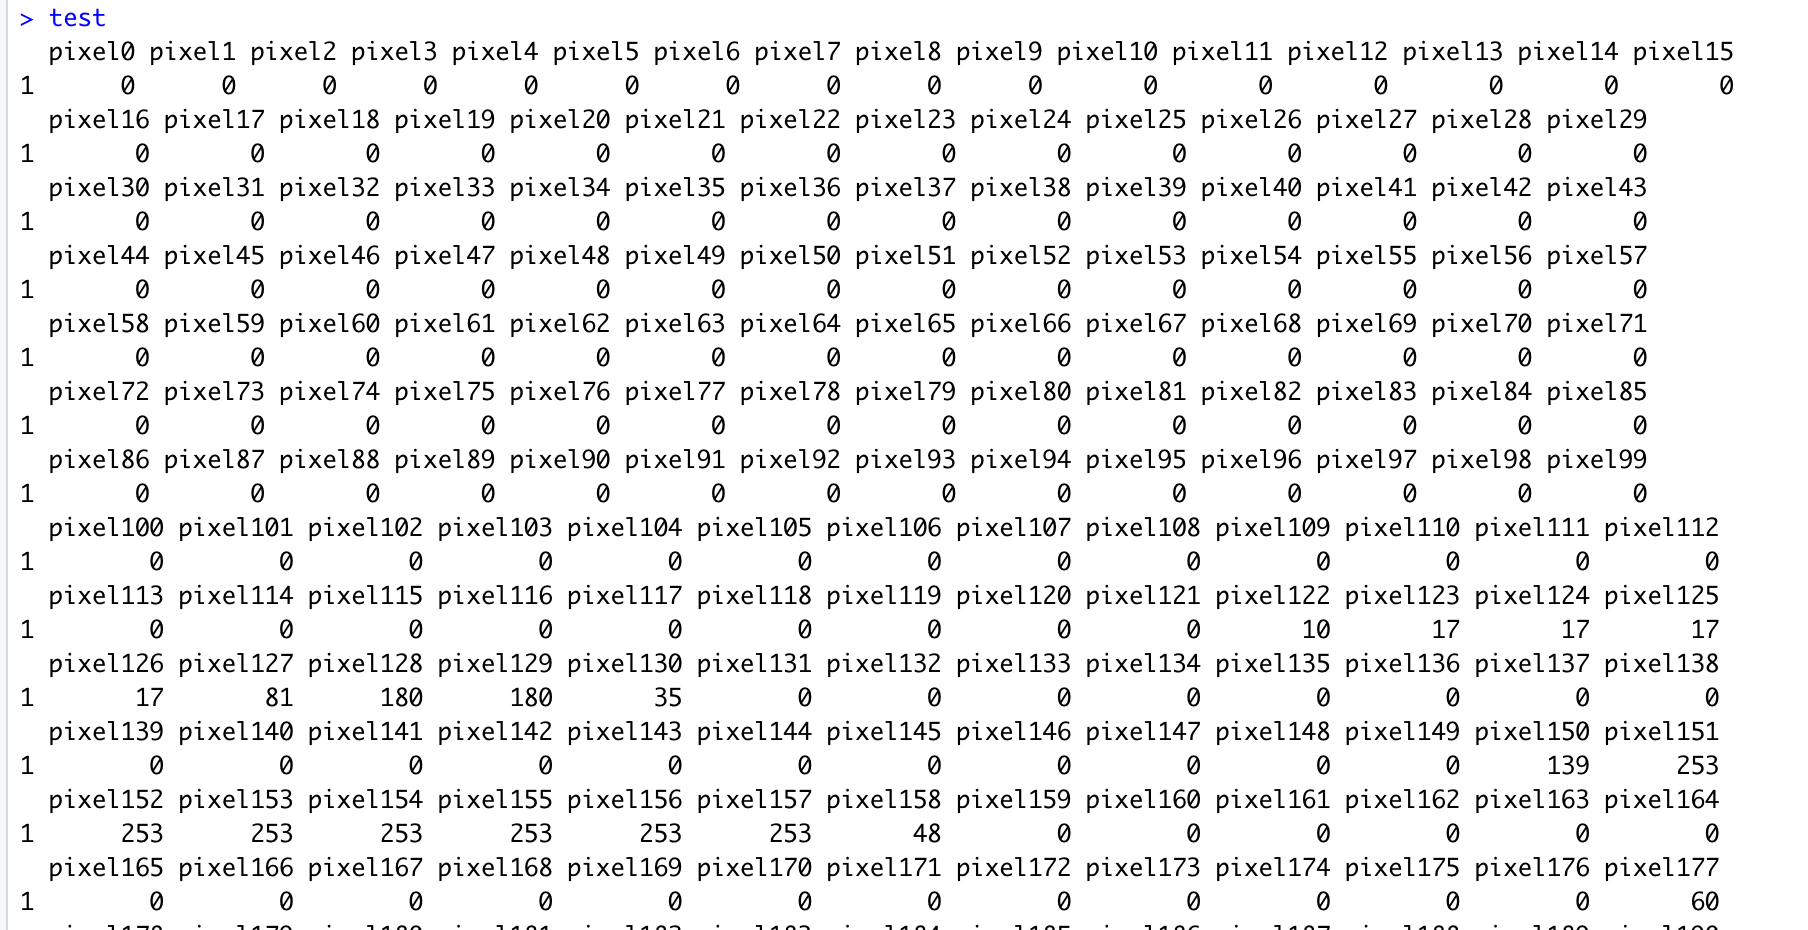 > test
pixel0 pixel1 pixel2 pixel3 pixel4 pixel5 pixel6 pixel7 pixel8 pixel9 pixel10 pixel11 pixel12 pixel13 pixel14 pixel15
1 0 0 0 0 0 0 0 0 0 0 0 0 0 0 0 0
pixel16 pixel17 pixel18 pixel19 pixel20 pixel21 pixel22 pixel23 pixel24 pixel25 pixel26 pixel27 pixel28 pixel29
1 0 0 0 0 0 0 0 0 0 0 0 0 0 0
pixel30 pixel31 pixel32 pixel33 pixel34 pixel35 pixel36 pixel37 pixel38 pixel39 pixel40 pixel41 pixel42 pixel43
1 0 0 0 0 0 0 0 0 0 0 0 0 0 0
pixel44 pixel45 pixel46 pixel47 pixel48 pixel49 pixel50 pixel51 pixel52 pixel53 pixel54 pixel55 pixel56 pixel57
1 0 0 0 0 0 0 0 0 0 0 0 0 0 0
pixel58 pixel59 pixel60 pixel61 pixel62 pixel63 pixel64 pixel65 pixel66 pixel67 pixel68 pixel69 pixel70 pixel71
1 0 0 0 0 0 0 0 0 0 0 0 0 0 0
pixel72 pixel73 pixel74 pixel75 pixel76 pixel77 pixel78 pixel79 pixel80 pixel81 pixel82 pixel83 pixel84 pixel85
1 0 0 0 0 0 0 0 0 0 0 0 0 0 0
pixel86 pixel87 pixel88 pixel89 pixel90 pixel91 pixel92 pixel93 pixel94 pixel95 pixel96 pixel97 pixel98 pixel99
1 0 0 0 0 0 0 0 0 0 0 0 0 0 0
pixel100 pixel101 pixel102 pixel103 pixel104 pixel105 pixel106 pixel107 pixel108 pixel109 pixel110 pixel111 pixel112
1 0 0 0 0 0 0 0 0 0 0 0 0 0
pixel113 pixel114 pixel115 pixel116 pixel117 pixel118 pixel119 pixel120 pixel121 pixel122 pixel123 pixel124 pixel125
1 0 0 0 0 0 0 0 0 0 10 17 17 17
pixel126 pixel127 pixel128 pixel129 pixel130 pixel131 pixel132 pixel133 pixel134 pixel135 pixel136 pixel137 pixel138
1 17 81 180 180 35 0 0 0 0 0 0 0 0
pixel139 pixel140 pixel141 pixel142 pixel143 pixel144 pixel145 pixel146 pixel147 pixel148 pixel149 pixel150 pixel151
1 0 0 0 0 0 0 0 0 0 0 0 139 253
pixel152 pixel153 pixel154 pixel155 pixel156 pixel157 pixel158 pixel159 pixel160 pixel161 pixel162 pixel163 pixel164
1 253 253 253 253 253 253 48 0 0 0 0 0 0
pixel165 pixel166 pixel167 pixel168 pixel169 pixel170 pixel171 pixel172 pixel173 pixel174 pixel175 pixel176 pixel177
1 0 0 0 0 0 0 0 0 0 0 0 0 60